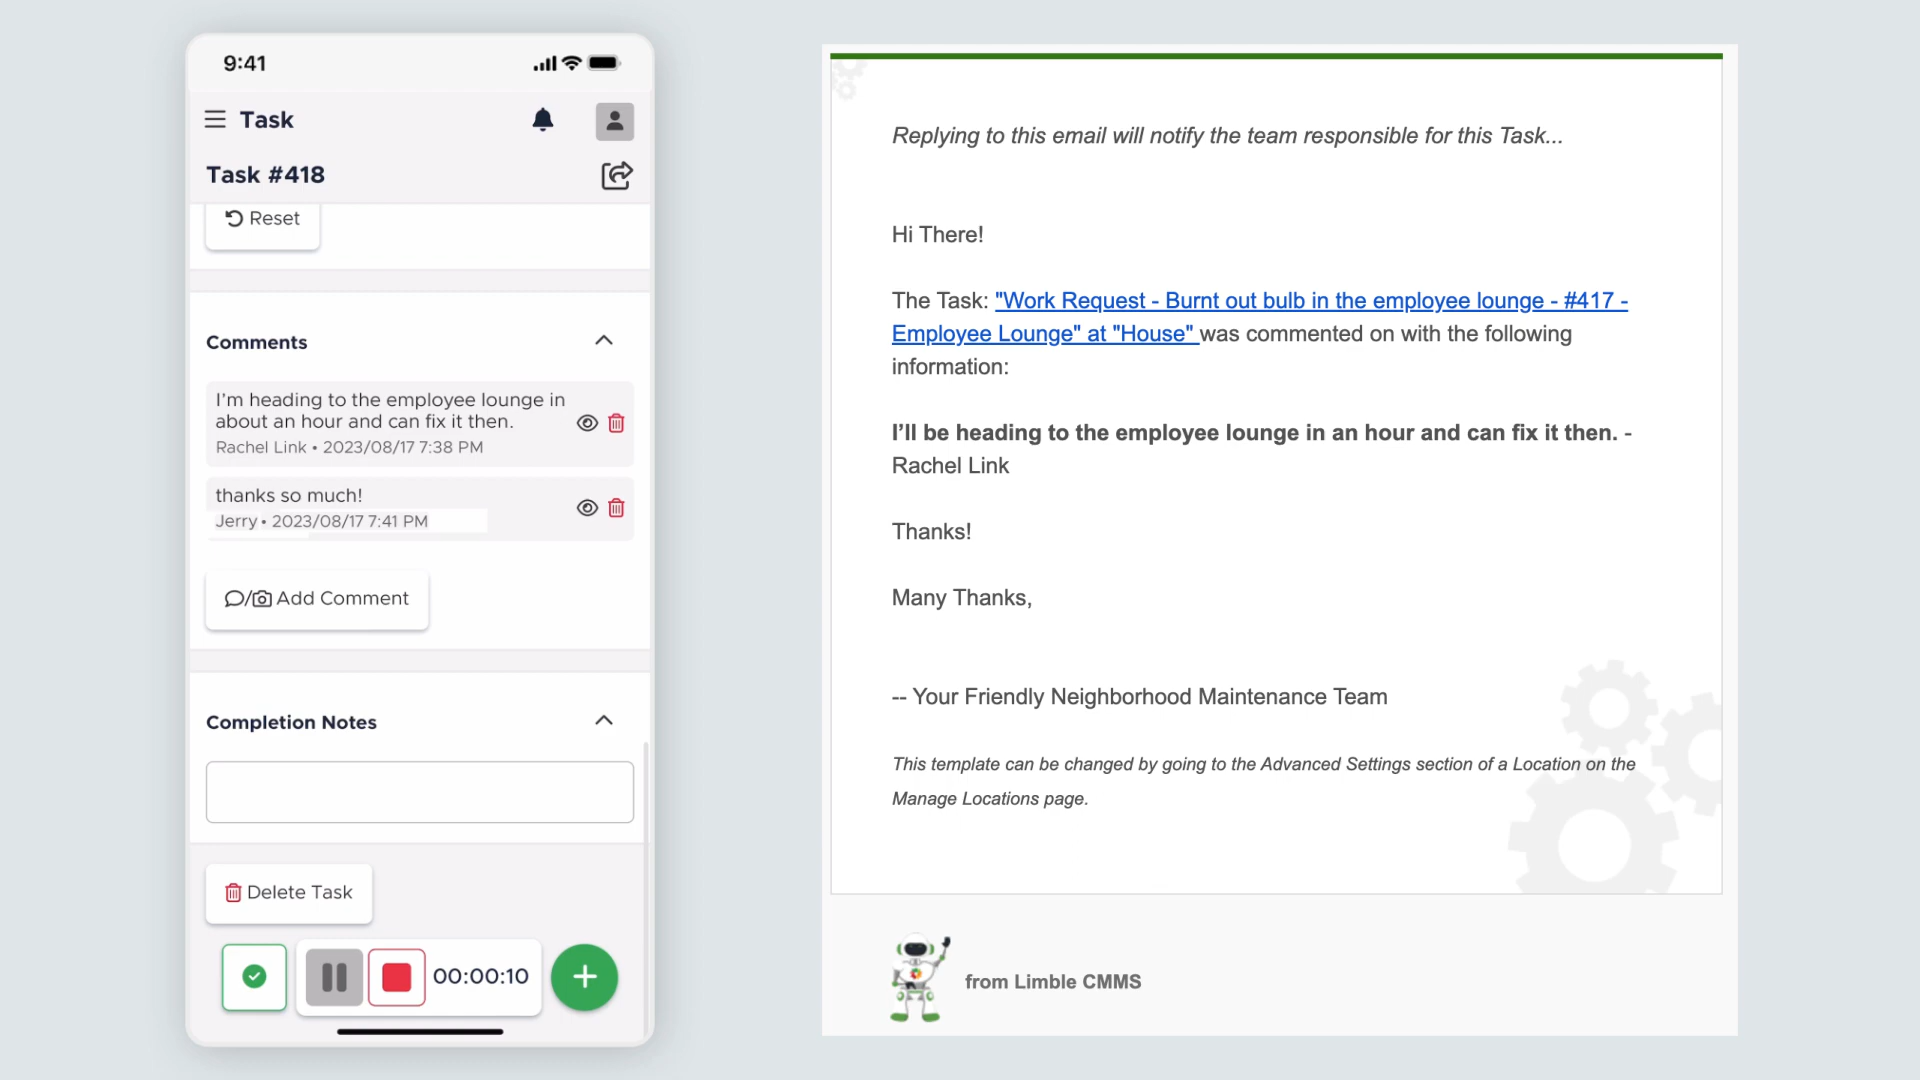 9:41
Task
Task #418
Reset
Comments
I'm heading to the employee lounge in
about an hour and can fix it then.
Rachel Link • 2023/08/17 7:38 PM
thanks so much!
Jerry • 2023/08/17 7:41 PM
/ Add Comment
Completion Notes
Delete Task
00:00:10
Replying to this email will notify the team responsible for this Task...
Hi There!
The Task: "Work Request - Burnt out bulb in the employee lounge - #417 -
Employee Lounge" at "House" was commented on with the following
information:
I’ll be heading to the employee lounge in an hour and can fix it then. -
Rachel Link
Thanks!
Many Thanks,
-- Your Friendly Neighborhood Maintenance Team
This template can be changed by going to the Advanced Settings section of a Location on the
Manage Locations page.
from Limble CMMS